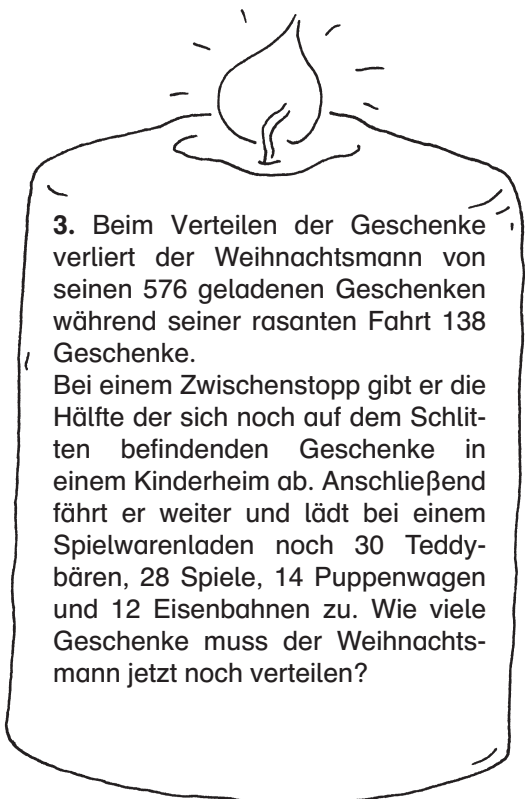 3. Beim Verteilen der Geschenke
verliert der Weihnachtsmann von
seinen 576 geladenen Geschenken
während seiner rasanten Fahrt 138
Geschenke.
Bei einem Zwischenstopp gibt er die
Hälfte der sich noch auf dem Schlit-
ten befindenden Geschenke in
einem Kinderheim ab. Anschließend
fährt er weiter und lädt bei einem
Spielwarenladen noch 30 Teddy-
bären, 28 Spiele, 14 Puppenwagen
und 12 Eisenbahnen zu. Wie viele
Geschenke muss der Weihnachts-
mann jetzt noch verteilen?